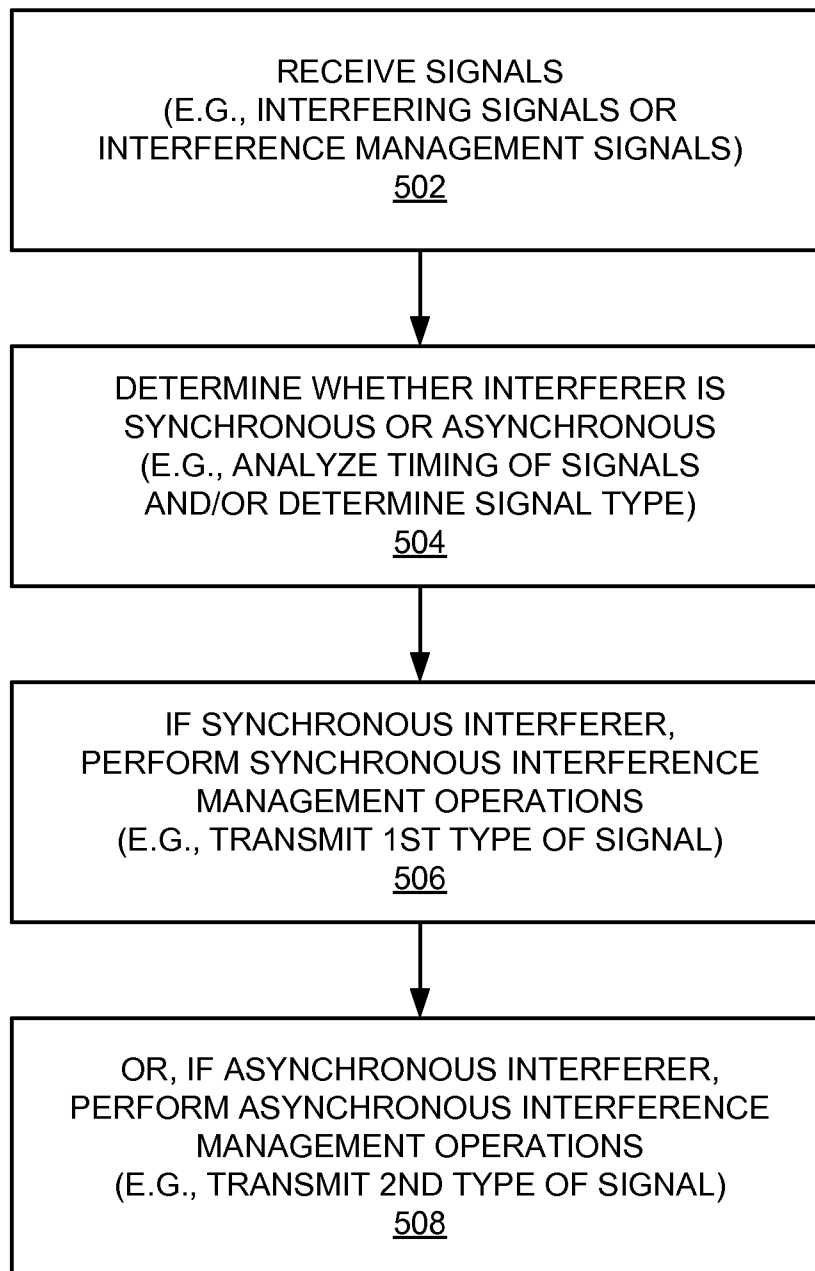 RECEIVE SIGNALS
(E.G., INTERFERING SIGNALS OR
INTERFERENCE MANAGEMENT SIGNALS)
502
DETERMINE WHETHER INTERFERER IS
SYNCHRONOUS OR ASYNCHRONOUS
(E.G., ANALYZE TIMING OF SIGNALS
AND/OR DETERMINE SIGNAL TYPE)
504
IF SYNCHRONOUS INTERFERER,
PERFORM SYNCHRONOUS INTERFERENCE
MANAGEMENT OPERATIONS
(E.G., TRANSMIT 1ST TYPE OF SIGNAL)
506
OR, IF ASYNCHRONOUS INTERFERER,
PERFORM ASYNCHRONOUS INTERFERENCE
MANAGEMENT OPERATIONS
(E.G., TRANSMIT 2ND TYPE OF SIGNAL)
508